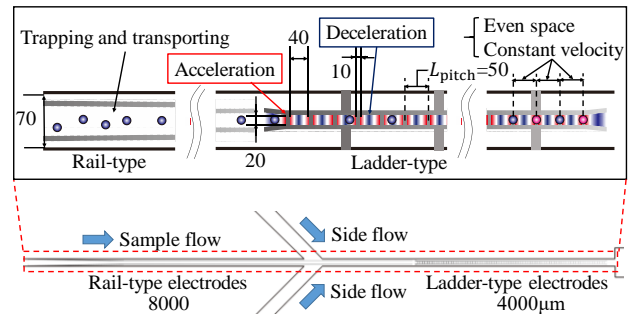 Trapping and transporting
40
Deceleration
Even space
Constant velocity
Acceleration
10
L_pitch=50
70
20
Rail-type
Ladder-type
Sample flow
Side flow
Rail-type electrodes
8000
Side flow
Ladder-type electrodes
4000μm